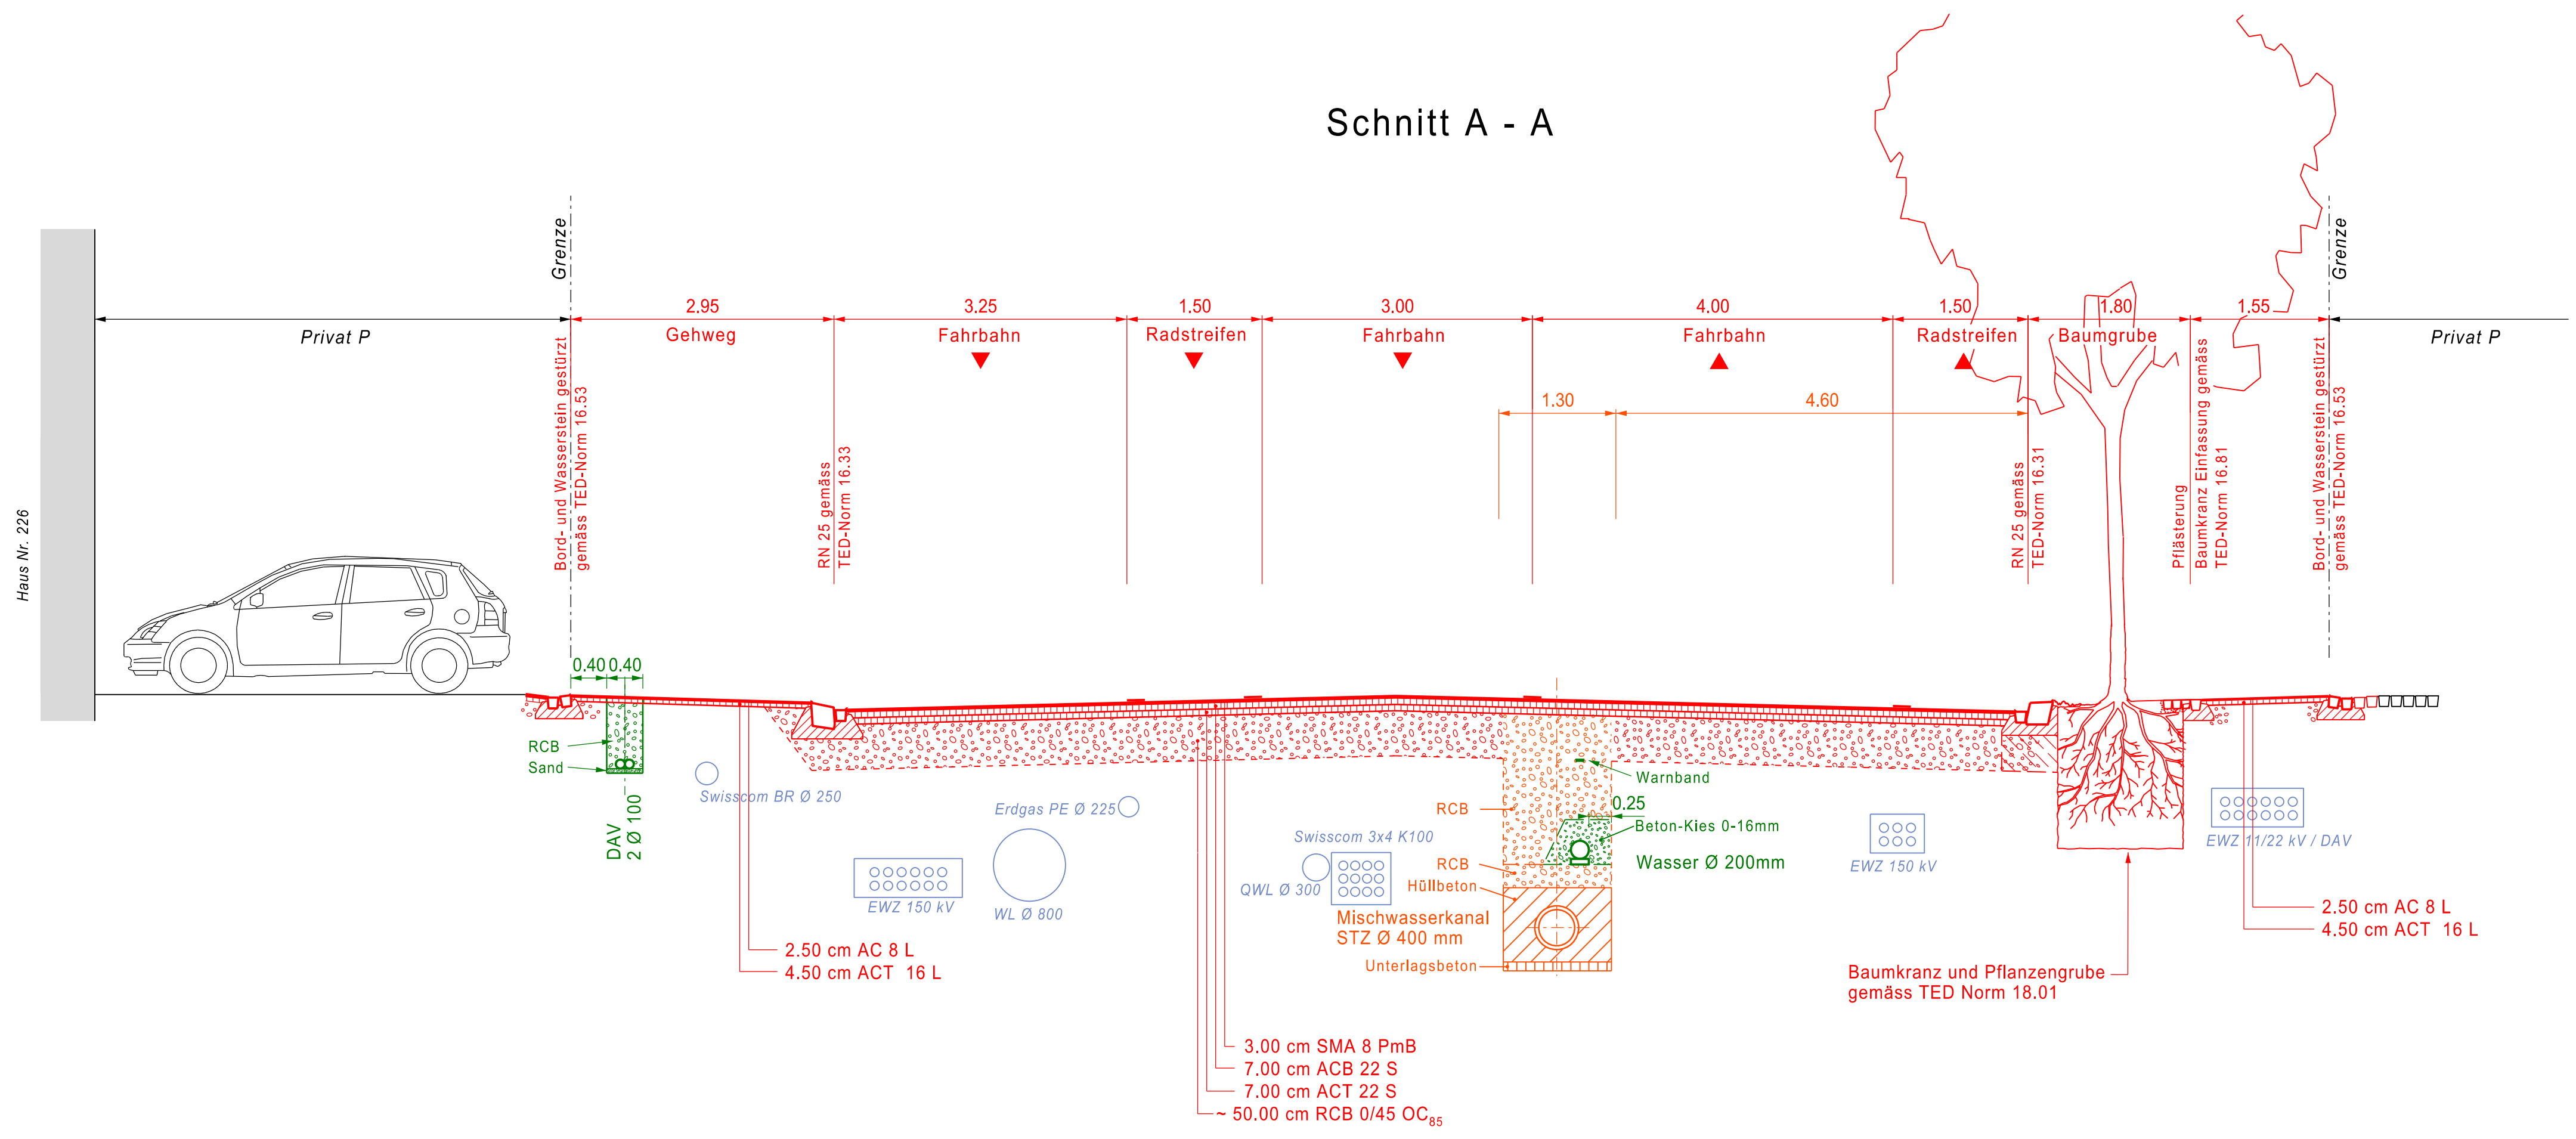 Schnitt A - A
Grenze
Grenze
2.95
3.25
1.50
3.00
4.00
1.50
1.80
1.55
Privat P
Gehweg
Fahrbahn
Radstreifen
Fahrbahn
Fahrbahn
Radstreifen
Baumgrube
Privat P
1.30
4.60
Haus Nr. 226
Bord- und Wasserstein gestürzt
gemäss TED-Norm 16.53
RN 25 gemäss
TED-Norm 16.33
RN 25 gemäss
TED-Norm 16.31
Pflästerung
Baumkranz Einfassung gemäss
TED-Norm 16.81
Bord- und Wasserstein gestürzt
gemäss TED-Norm 16.53
0.40
0.40
RCB
Sand
DAV
2 Ø 100
Swisscom BR Ø 250
Erdgas PE Ø 225
EWZ 150 kV
WL Ø 800
Swisscom 3x4 K100
QWL Ø 300
Warnband
RCB
0.25
Beton-Kies 0-16mm
RCB
Wasser Ø 200mm
Hüllbeton
Mischwasserkanal
STZ Ø 400 mm
Unterlagsbeton
EWZ 150 kV
EWZ 11/22 kV / DAV
2.50 cm AC 8 L
4.50 cm ACT 16 L
2.50 cm AC 8 L
4.50 cm ACT 16 L
Baumkranz und Pflanzengrube
gemäss TED Norm 18.01
3.00 cm SMA 8 PmB
7.00 cm ACB 22 S
7.00 cm ACT 22 S
~ 50.00 cm RCB 0/45 OC85